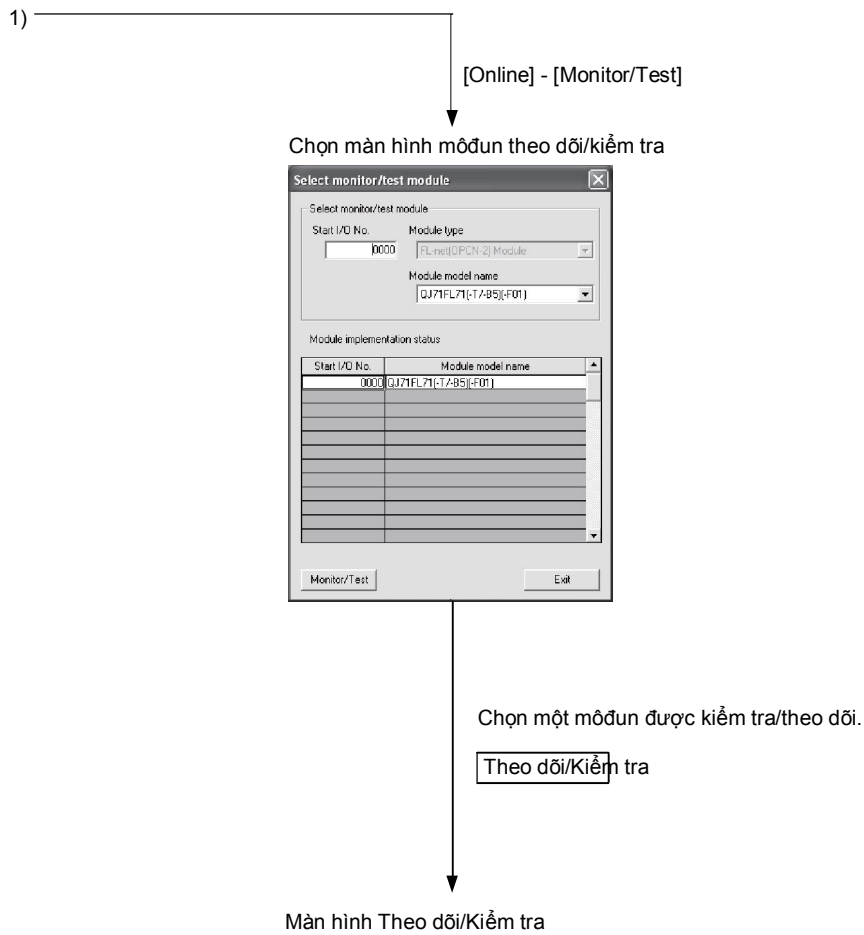 1)
[Online] - [Monitor/Test]
Chọn màn hình môđun theo dõi/kiểm tra
Select monitor/test module
Select monitor/test module
Start I/O No. Module type
0000 FL-net(OPCN-2) Module
Module model name
QJ71FL71(-T/-B5)(-F01)
Module implementation status
Start I/O No. Module model name
0000 QJ71FL71(-T/-B5)(-F01)
Monitor/Test Exit
Chọn một môđun được kiểm tra/theo dõi.
Theo dõi/Kiểm tra
Màn hình Theo dõi/Kiểm tra